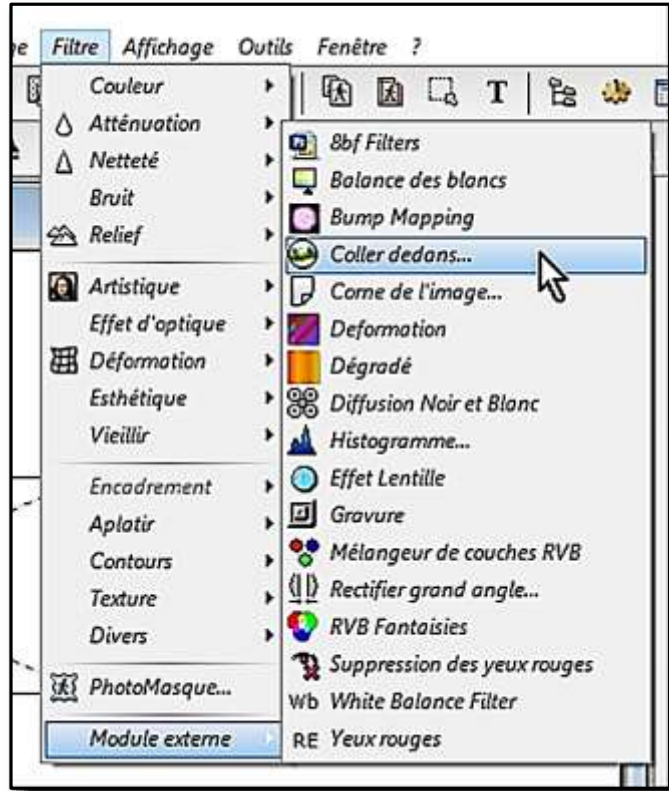 ge Filtre Affichage Outils Fenêtre ?
T
Couleur
Atténuation
Netteté
Bruit
Relief
Artistique
Effet d'optique
Déformation
Esthétique
Vieillir
Encadrement
Aplatir
Contours
Texture
Divers
PhotoMasque...
Module externe
8bf Filters
Balance des blancs
Bump Mapping
Coller dedans...
Corne de l'image...
Deformation
Dégradé
Diffusion Noir et Blanc
Histogramme...
Effet Lentille
Gravure
Mélangeur de couches RVB
Rectifier grand angle...
RVB Fantaisies
Suppression des yeux rouges
Wb White Balance Filter
RE Yeux rouges